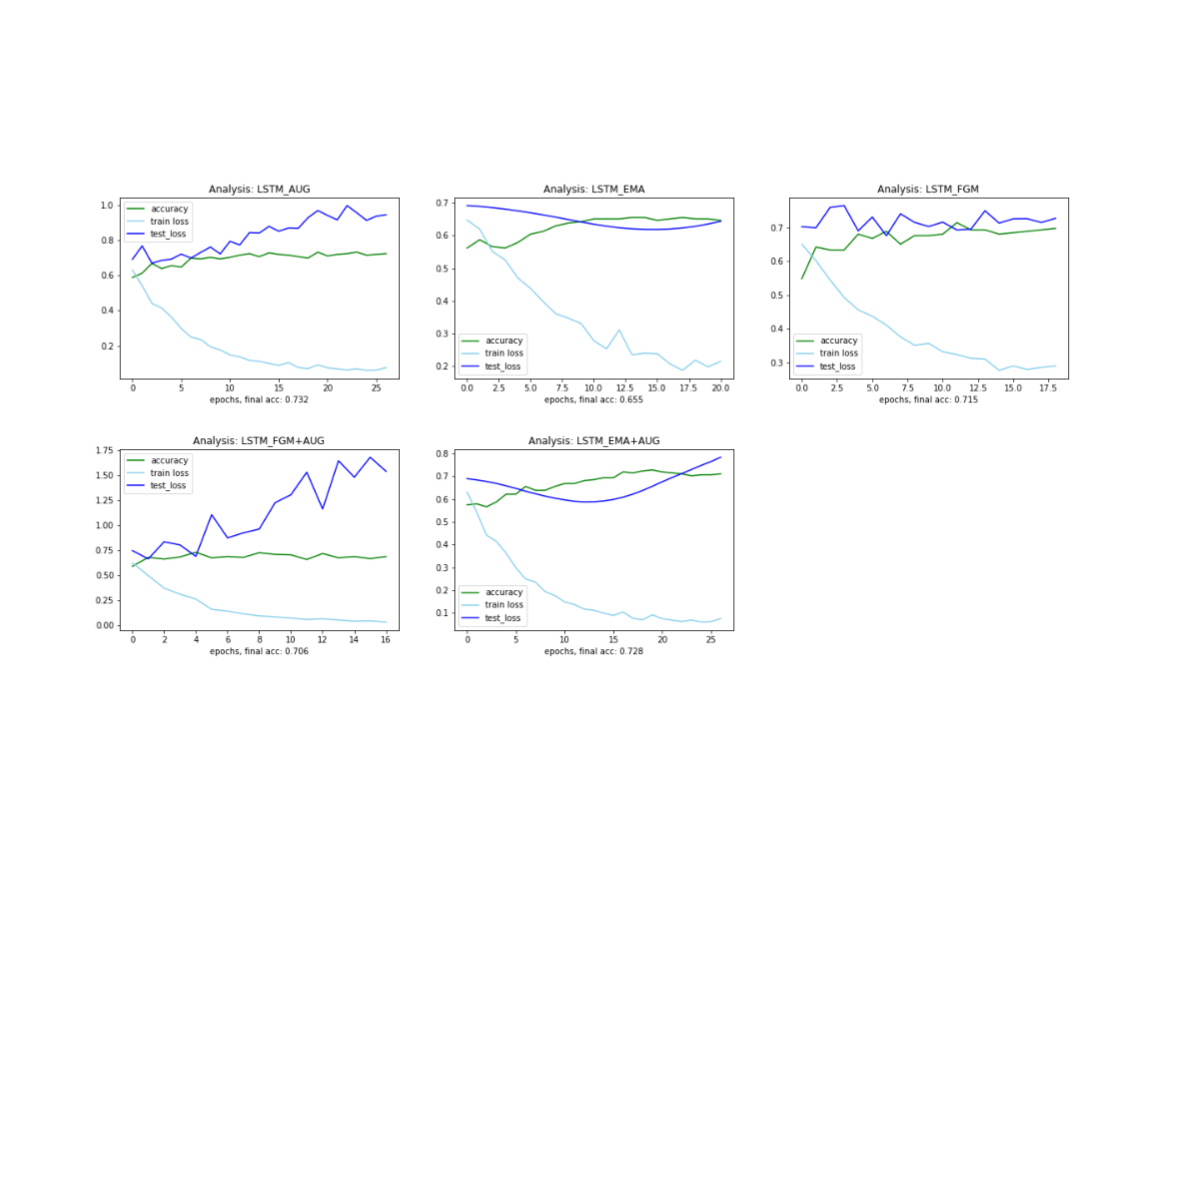 Analysis: LSTM_AUG
1.0
0.8
0.6
0.4
0.2
accuracy
train loss
test_loss
0 5 10 15 20 25
epochs, final acc: 0.732
Analysis: LSTM_EMA
0.7
0.6
0.5
0.4
0.3
0.2
accuracy
train loss
test_loss
0.0 2.5 5.0 7.5 10.0 12.5 15.0 17.5 20.0
epochs, final acc: 0.655
Analysis: LSTM_FGM
0.7
0.6
0.5
0.4
0.3
accuracy
train loss
test_loss
0.0 2.5 5.0 7.5 10.0 12.5 15.0 17.5
epochs, final acc: 0.715
Analysis: LSTM_FGM+AUG
1.75
1.50
1.25
1.00
0.75
0.50
0.25
0.00
accuracy
train loss
test_loss
0 2 4 6 8 10 12 14 16
epochs, final acc: 0.706
Analysis: LSTM_EMA+AUG
0.8
0.7
0.6
0.5
0.4
0.3
0.2
0.1
accuracy
train loss
test_loss
0 5 10 15 20 25
epochs, final acc: 0.728